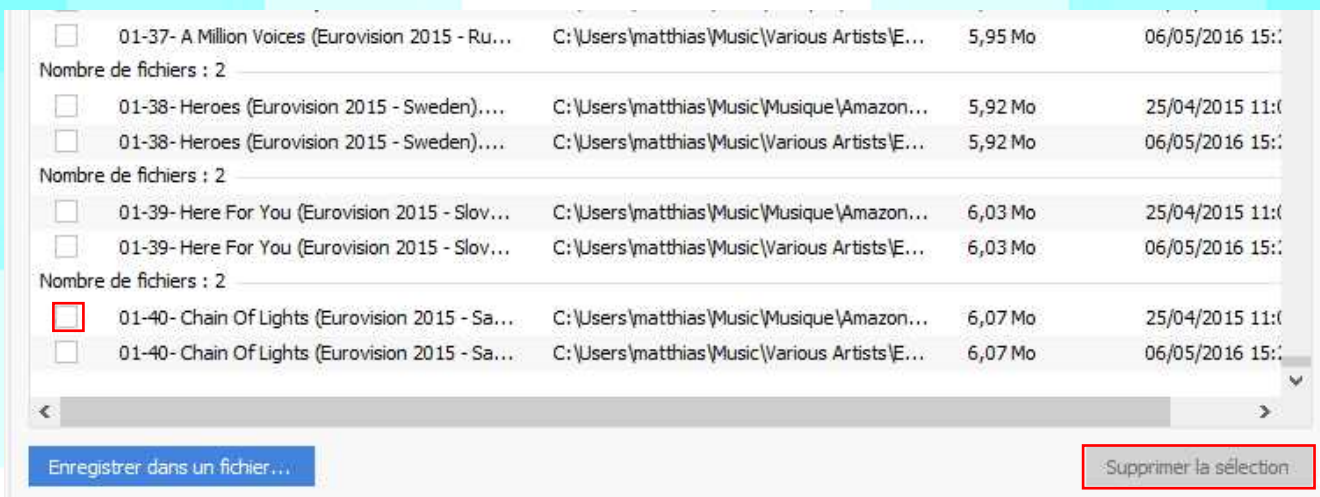 01-37- A Million Voices (Eurovision 2015 - Ru... C:\Users\matthias\Music\Various Artists\E... 5,95 Mo 06/05/2016 15:
Nombre de fichiers : 2
01-38- Heroes (Eurovision 2015 - Sweden).... C:\Users\matthias\Music\Musique\Amazon... 5,92 Mo 25/04/2015 11:0
01-38- Heroes (Eurovision 2015 - Sweden).... C:\Users\matthias\Music\Various Artists\E... 5,92 Mo 06/05/2016 15:
Nombre de fichiers : 2
01-39- Here For You (Eurovision 2015 - Slov... C:\Users\matthias\Music\Musique\Amazon... 6,03 Mo 25/04/2015 11:0
01-39- Here For You (Eurovision 2015 - Slov... C:\Users\matthias\Music\Various Artists\E... 6,03 Mo 06/05/2016 15:
Nombre de fichiers : 2
01-40- Chain Of Lights (Eurovision 2015 - Sa... C:\Users\matthias\Music\Musique\Amazon... 6,07 Mo 25/04/2015 11:0
01-40- Chain Of Lights (Eurovision 2015 - Sa... C:\Users\matthias\Music\Various Artists\E... 6,07 Mo 06/05/2016 15:
Enregistrer dans un fichier... Supprimer la sélection